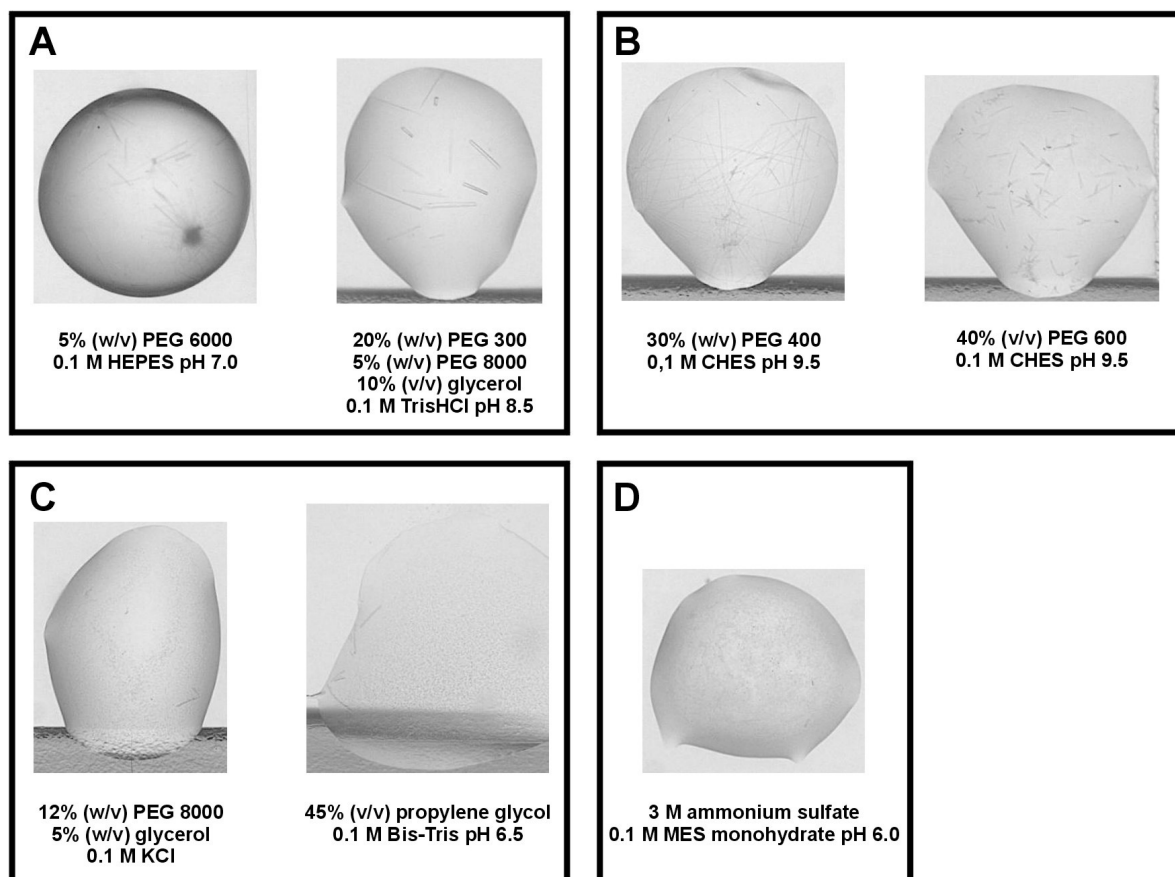 A
5% (w/v) PEG 6000
0.1 M HEPES pH 7.0
20% (w/v) PEG 300
5% (w/v) PEG 8000
10% (v/v) glycerol
0.1 M TrisHCl pH 8.5
B
30% (w/v) PEG 400
0,1 M CHES pH 9.5
40% (v/v) PEG 600
0.1 M CHES pH 9.5
C
12% (w/v) PEG 8000
5% (w/v) glycerol
0.1 M KCl
45% (v/v) propylene glycol
0.1 M Bis-Tris pH 6.5
D
3 M ammonium sulfate
0.1 M MES monohydrate pH 6.0